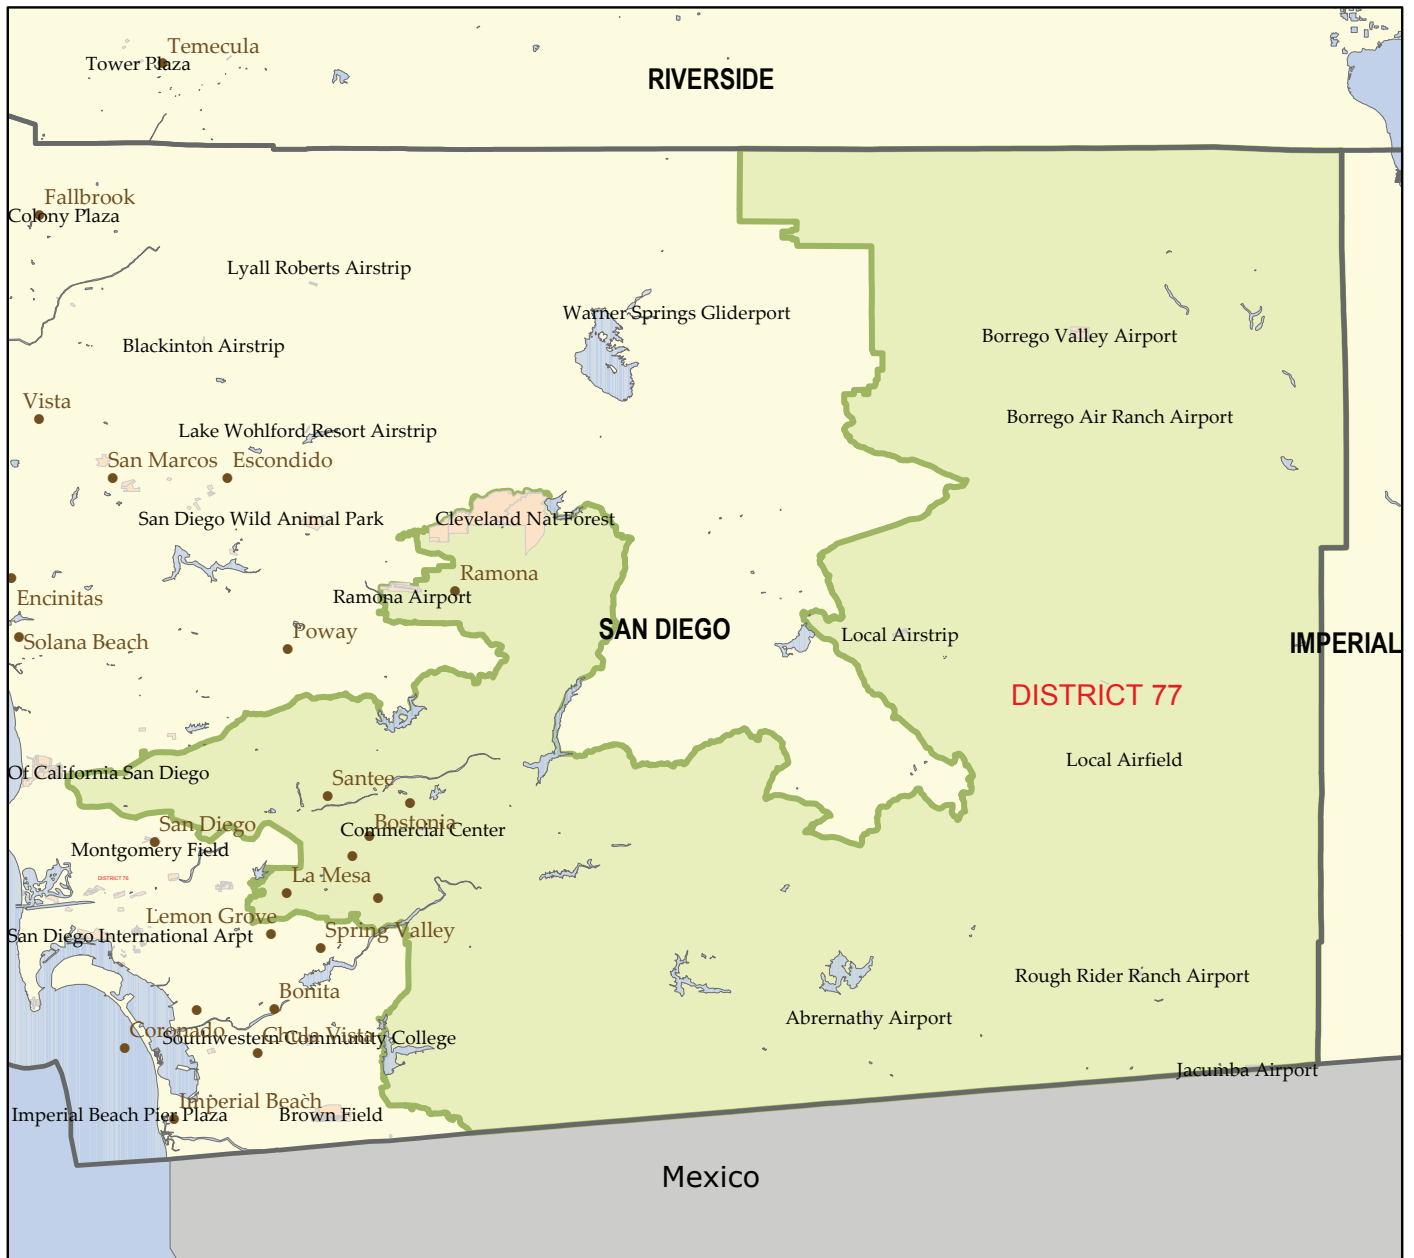 Temecula
Tower Plaza
RIVERSIDE
Fallbrook
Colony Plaza
Lyall Roberts Airstrip
Warner Springs Gliderport
Borrego Valley Airport
Blackinton Airstrip
Vista
Borrego Air Ranch Airport
Lake Wohlford Resort Airstrip
San Marcos
Escondido
San Diego Wild Animal Park
Cleveland Nat Forest
Ramona
Encinitas
Ramona Airport
Solana Beach
Poway
SAN DIEGO
Local Airstrip
IMPERIAL
DISTRICT 77
Local Airfield
Of California San Diego
Santee
San Diego
Bostonia
Commercial Center
Montgomery Field
La Mesa
DISTRICT 76
Lemon Grove
Spring Valley
San Diego International Arpt
Rough Rider Ranch Airport
Bonita
Abrernathy Airport
Coronado
Chula Vista
Southwestern Community College
Jacumba Airport
Imperial Beach
Imperial Beach Pier Plaza
Brown Field
Mexico